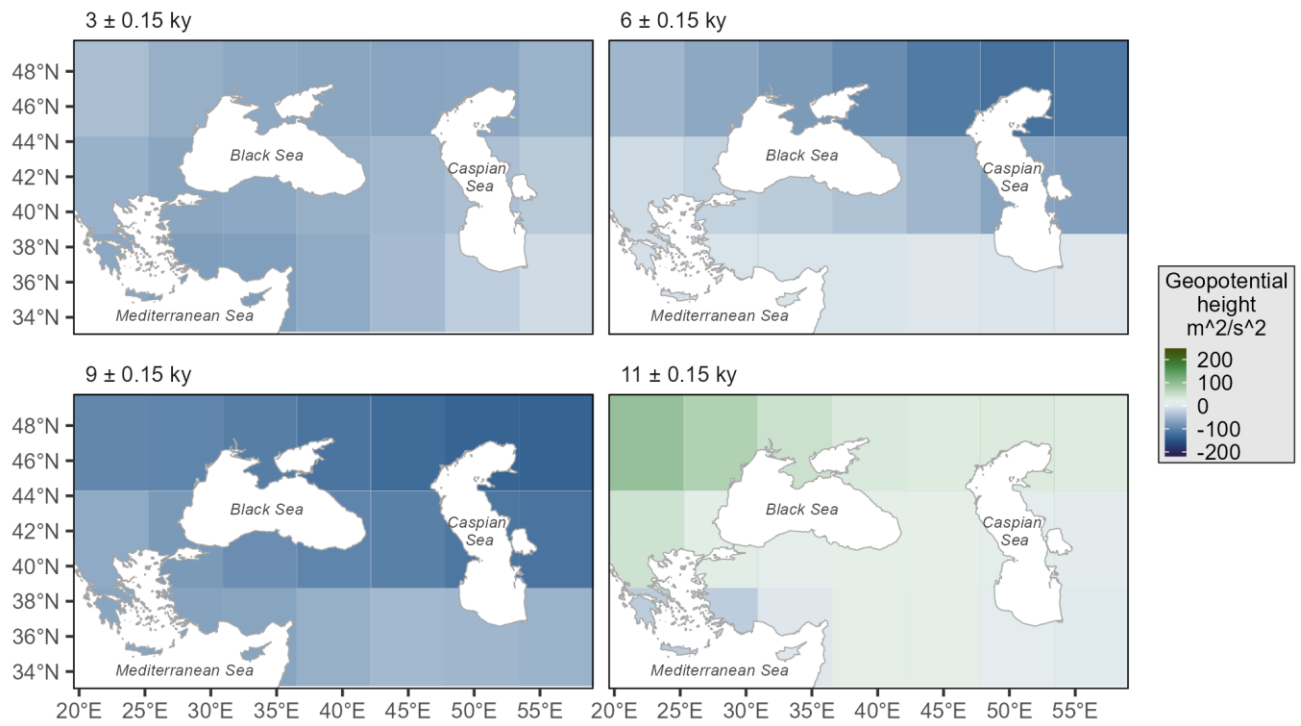 3 ± 0.15 ky
6 ± 0.15 ky
48°N
46°N
44°N
42°N
40°N
38°N
36°N
34°N
Black Sea
Caspian
Sea
Mediterranean Sea
Black Sea
Caspian
Sea
Mediterranean Sea
Geopotential
height
m^2/s^2
200
100
0
-100
-200
9 ± 0.15 ky
11 ± 0.15 ky
48°N
46°N
44°N
42°N
40°N
38°N
36°N
34°N
Black Sea
Caspian
Sea
Mediterranean Sea
Black Sea
Caspian
Sea
Mediterranean Sea
20°E 25°E 30°E 35°E 40°E 45°E 50°E 55°E
20°E 25°E 30°E 35°E 40°E 45°E 50°E 55°E